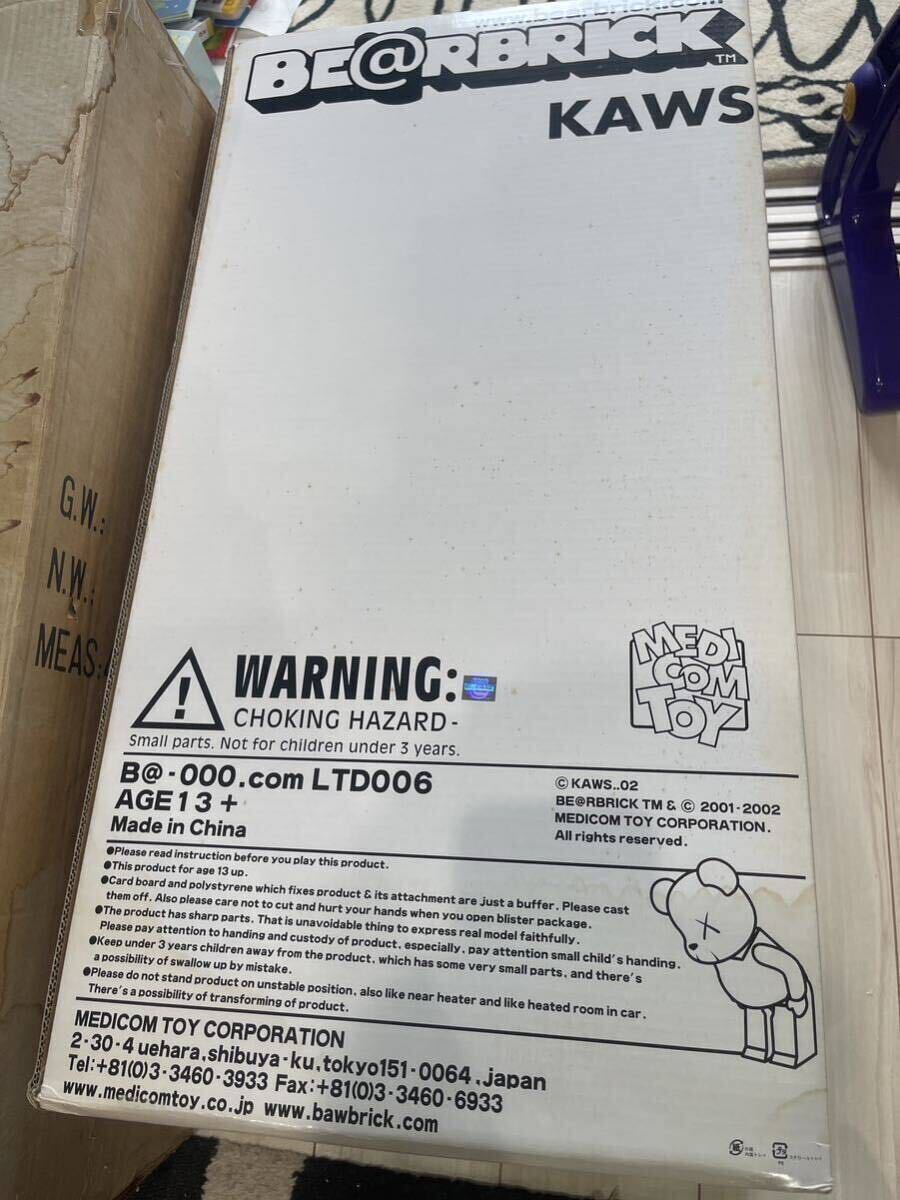 www.bearbrick.com
BE@RBRICK TM
KAWS
G.W.:
N.W.:
MEAS.:
MEDI
COM
TOY
WARNING:
CHOKING HAZARD -
Small parts. Not for children under 3 years.
B@-000.com LTD006
AGE 13 +
Made in China
© KAWS..02
BE@RBRICK TM & © 2001-2002
MEDICOM TOY CORPORATION.
All rights reserved.
●Please read instruction before you play this product.
●This product for age 13 up.
●Card board and polystyrene which fixes product & its attachment are just a buffer. Please cast
them off. Also please care not to cut and hurt your hands when you open blister package.
●The product has sharp parts. That is unavoidable thing to express real model faithfully.
Please pay attention to handing and custody of product, especially, pay attention small child's handing.
●Keep under 3 years children away from the product, which has some very small parts, and there's
a possibility of swallow up by mistake.
●Please do not stand product on unstable position, also like near heater and like heated room in car.
There's a possibility of transforming of product.
MEDICOM TOY CORPORATION
2-30-4 uehara,shibuya-ku,tokyo151-0064,japan
Tel:+81(0)3-3460-3933 Fax:+81(0)3-3460-6933
www.medicomtoy.co.jp www.bawbrick.com